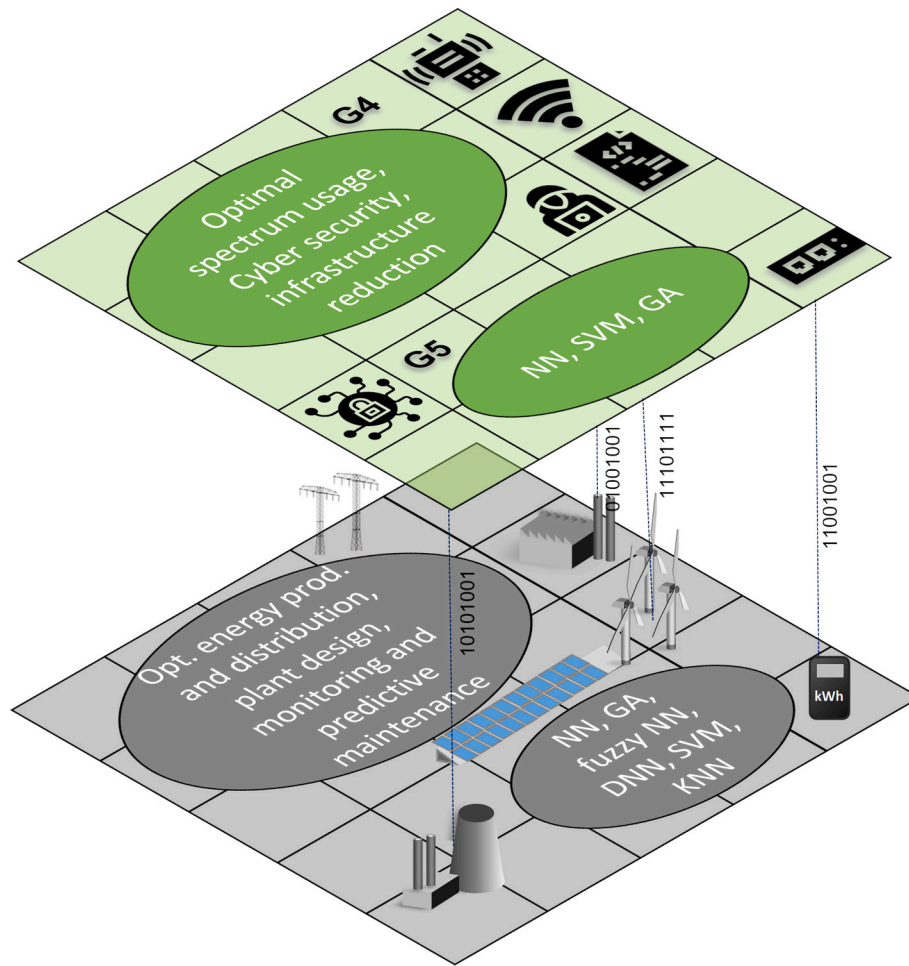 G4
Optimal
spectrum usage,
Cyber security,
infrastructure
reduction
NN, SVM, GA
G5
01001001
11101111
11001001
10101001
Opt. energy prod.
and distribution,
plant design,
monitoring and
predictive
maintenance
kWh
NN, GA,
fuzzy NN,
DNN, SVM,
KNN